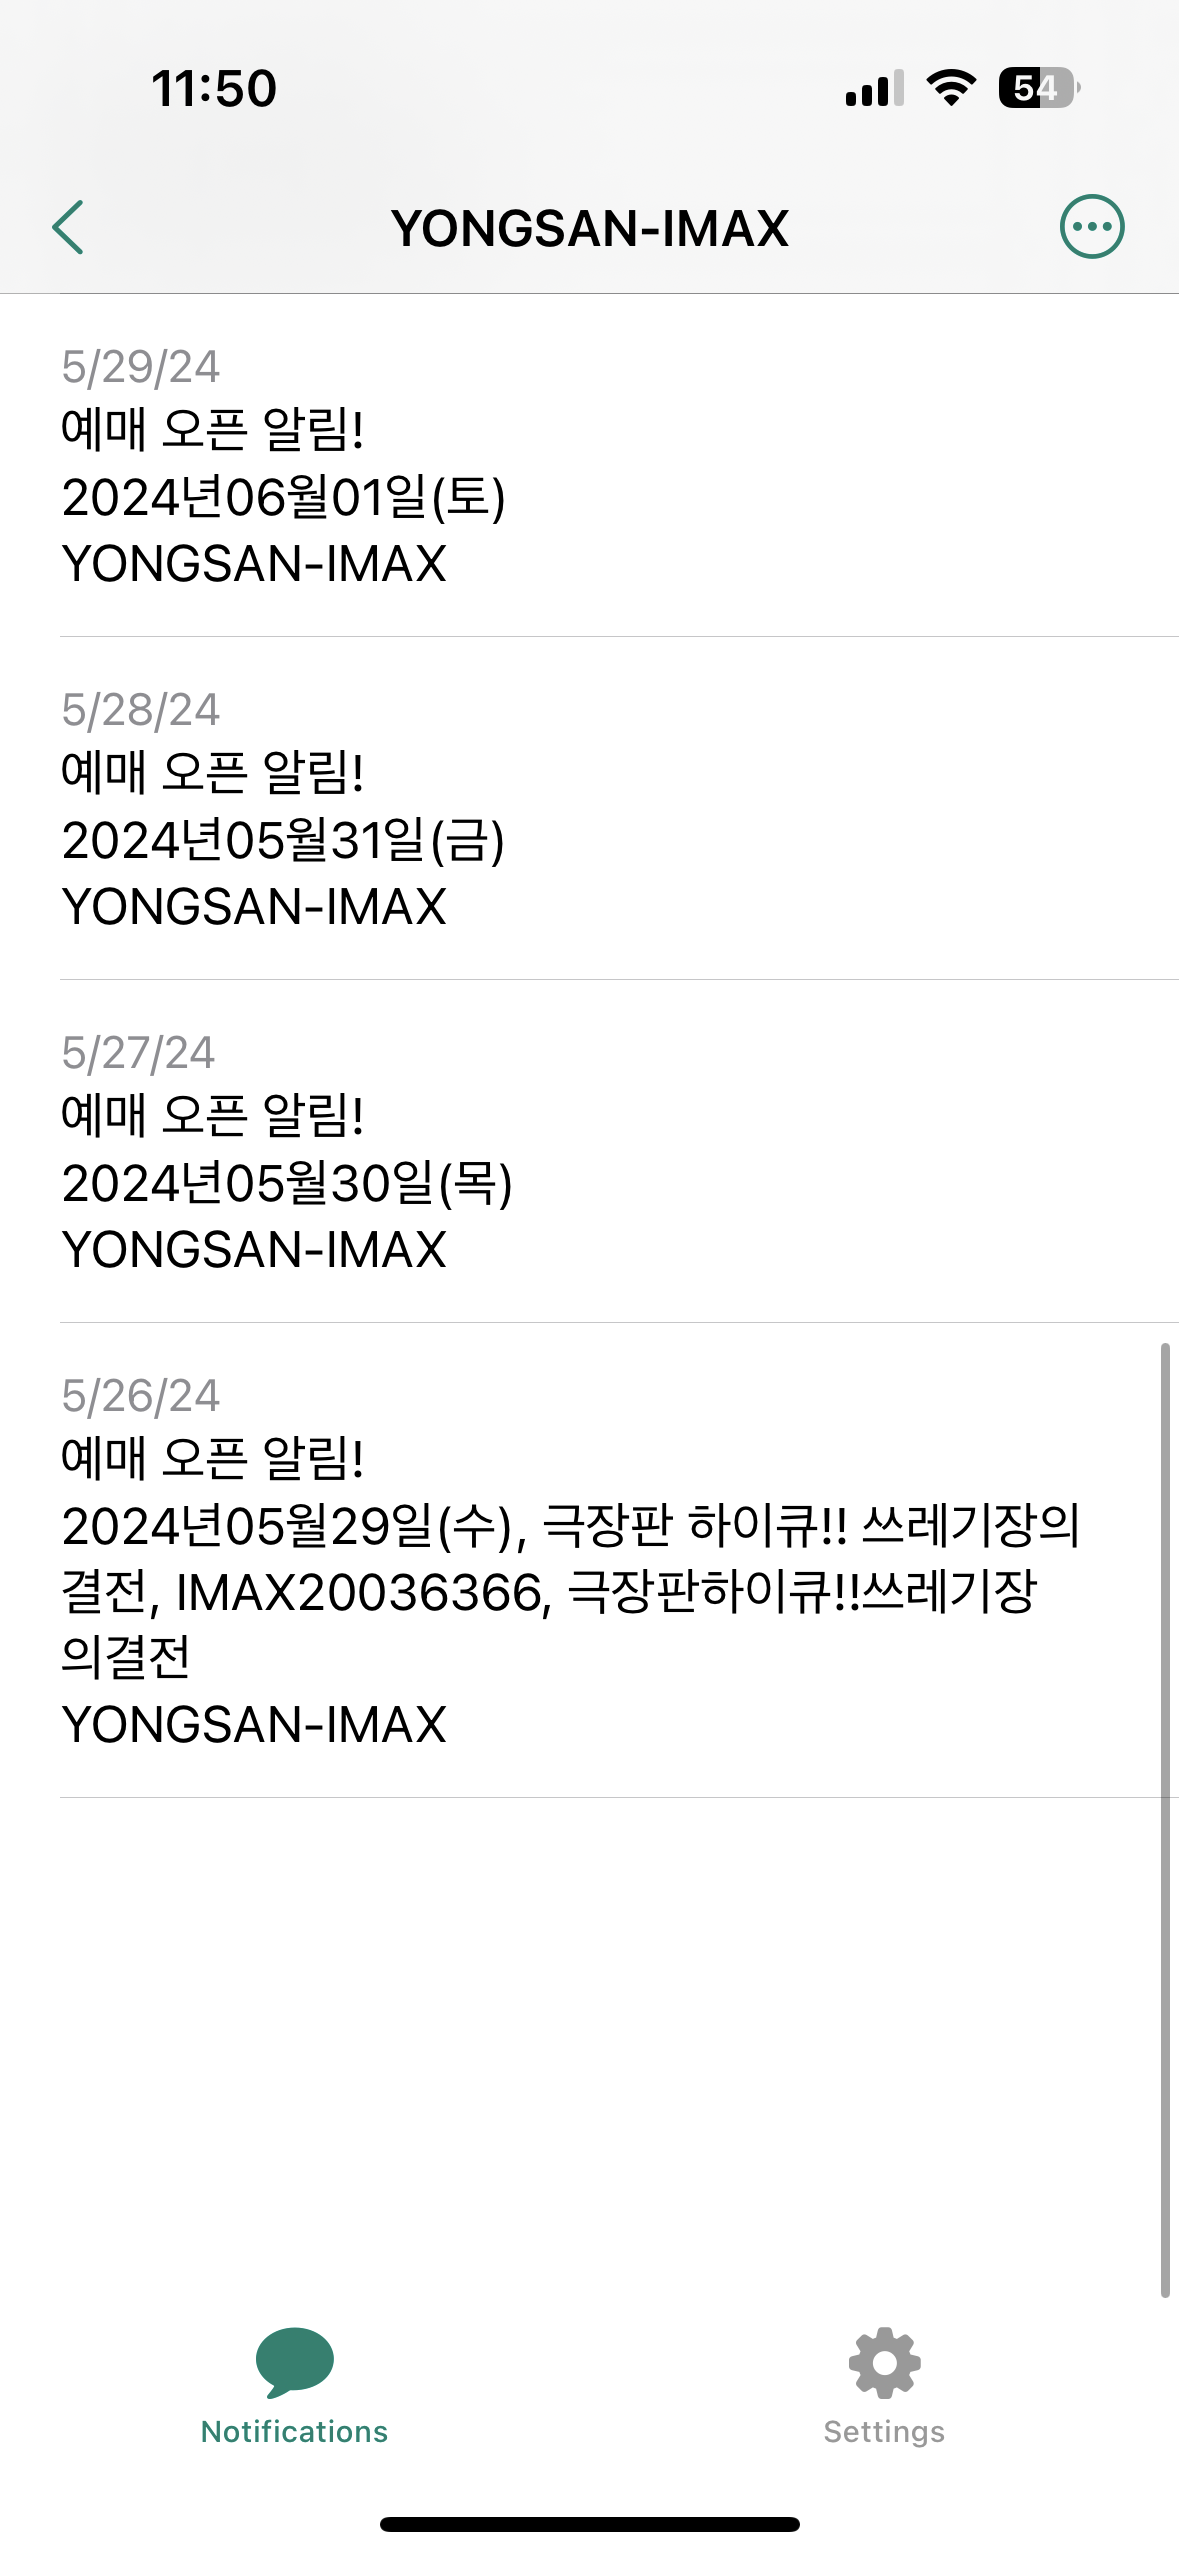 11:50
54
YONGSAN-IMAX
5/29/24
예매 오픈 알림!
2024년06월01일(토)
YONGSAN-IMAX
5/28/24
예매 오픈 알림!
2024년05월31일(금)
YONGSAN-IMAX
5/27/24
예매 오픈 알림!
2024년05월30일(목)
YONGSAN-IMAX
5/26/24
예매 오픈 알림!
2024년05월29일(수), 극장판 하이큐!! 쓰레기장의
결전, IMAX20036366, 극장판하이큐!!쓰레기장
의결전
YONGSAN-IMAX
Notifications
Settings